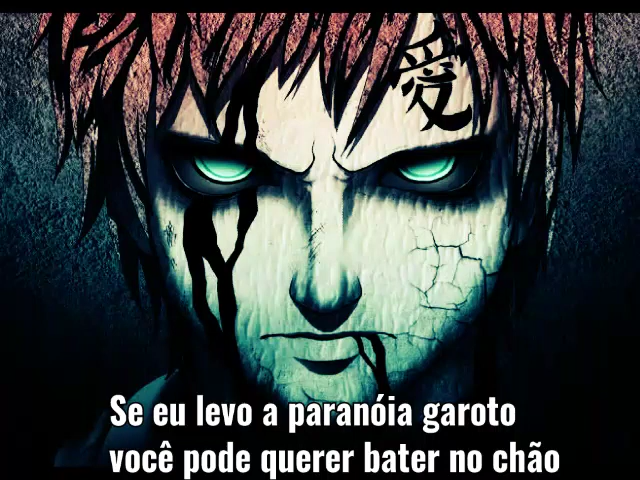 愛
Se eu levo a paranóia garoto
você pode querer bater no chão